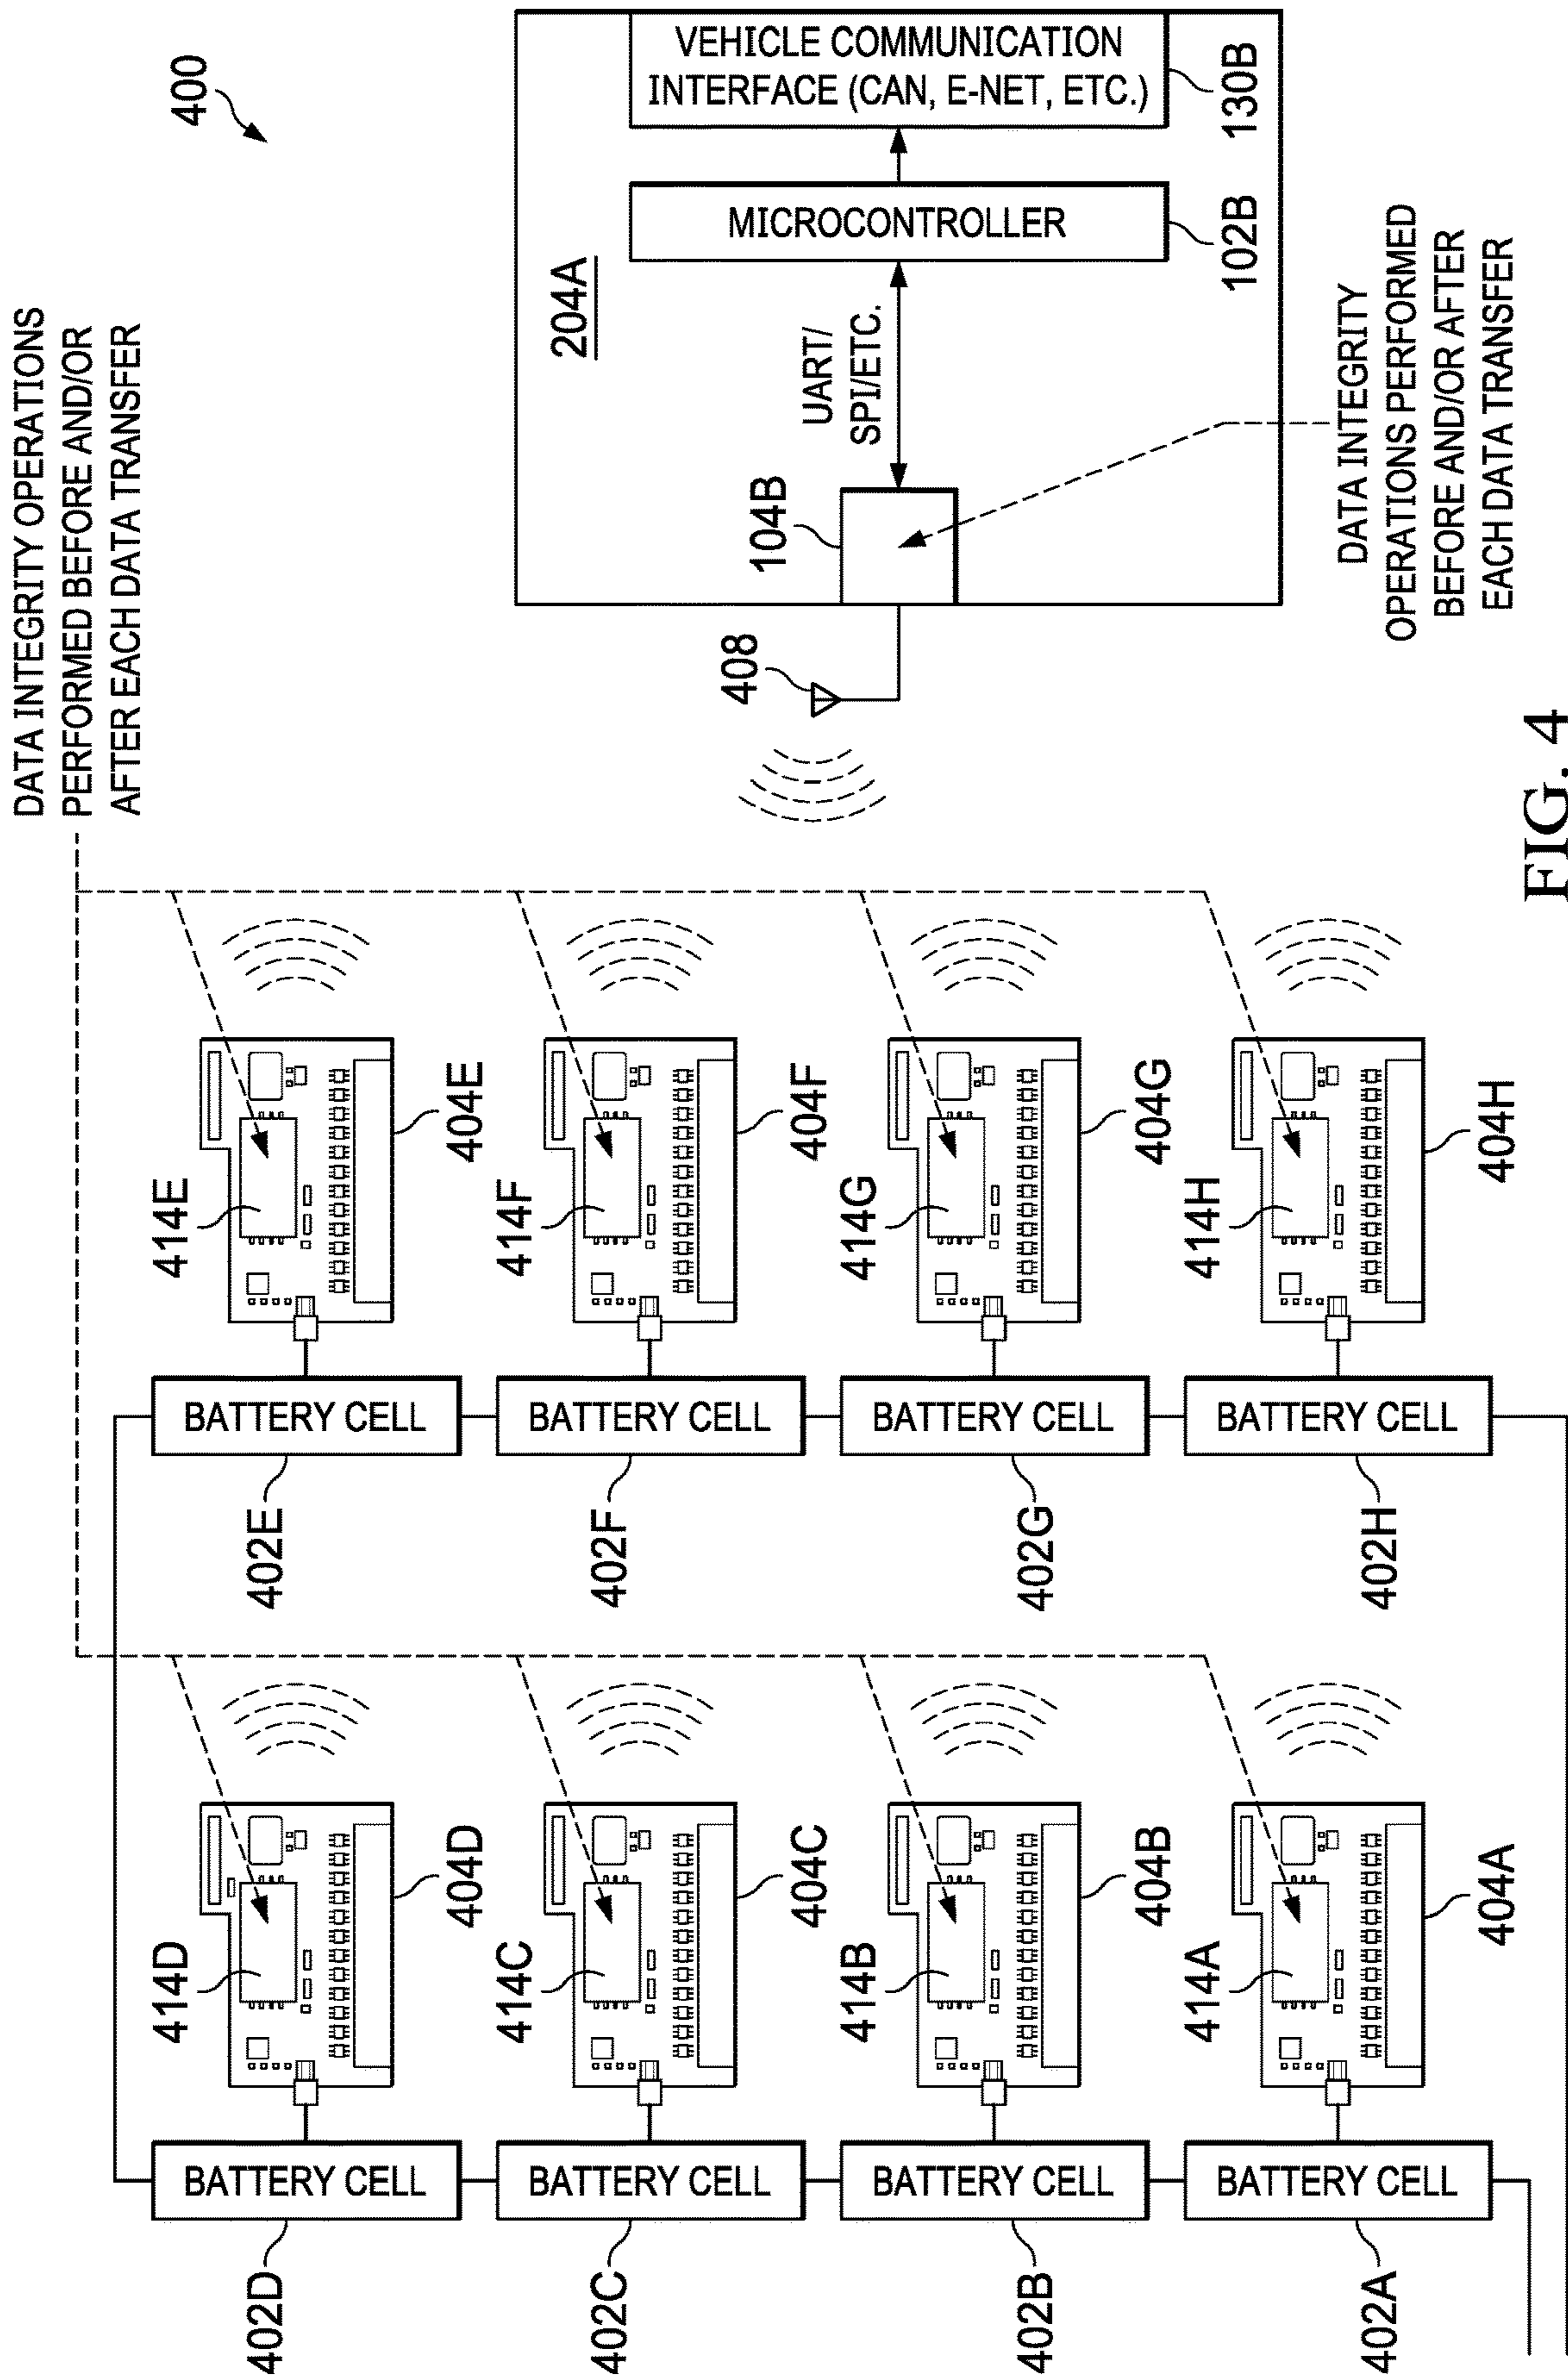 400
DATA INTEGRITY OPERATIONS
PERFORMED BEFORE AND/OR
AFTER EACH DATA TRANSFER
402D
BATTERY CELL
414D
404D
402E
BATTERY CELL
414E
404E
402C
BATTERY CELL
414C
404C
402F
BATTERY CELL
414F
404F
402B
BATTERY CELL
414B
404B
402G
BATTERY CELL
414G
404G
402A
BATTERY CELL
414A
404A
402H
BATTERY CELL
414H
404H
408
204A
104B
UART/
SPI/ETC.
MICROCONTROLLER
102B
VEHICLE COMMUNICATION
INTERFACE (CAN, E-NET, ETC.)
130B
DATA INTEGRITY
OPERATIONS PERFORMED
BEFORE AND/OR AFTER
EACH DATA TRANSFER
FIG. 4